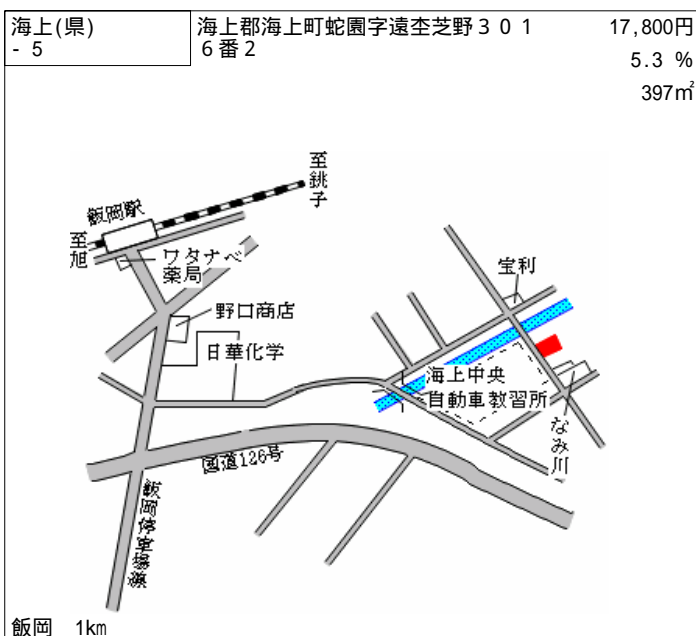 海上(県)
- 5
海上郡海上町蛇園字遠杢芝野３０１
６番２
17,800円
5.3 %
397㎡
至銚子
飯岡駅
至旭
ワタナベ
薬局
野口商店
日華化学
宝利
海上中央
自動車教習所
なみ川
国道126号
飯岡停車場線
飯岡 1km